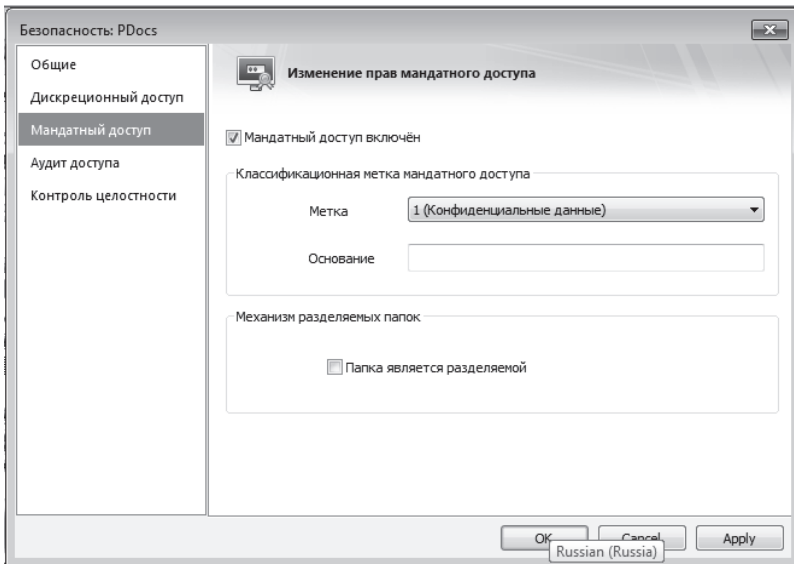 Безопасность: PDocs
Общие
Дискреционный доступ
Мандатный доступ
Аудит доступа
Контроль целостности
Изменение прав мандатного доступа
Мандатный доступ включён
Классификационная метка мандатного доступа
Метка
1 (Конфиденциальные данные)
Основание
Механизм разделяемых папок
Папка является разделяемой
OK
Cancel
Apply
Russian (Russia)